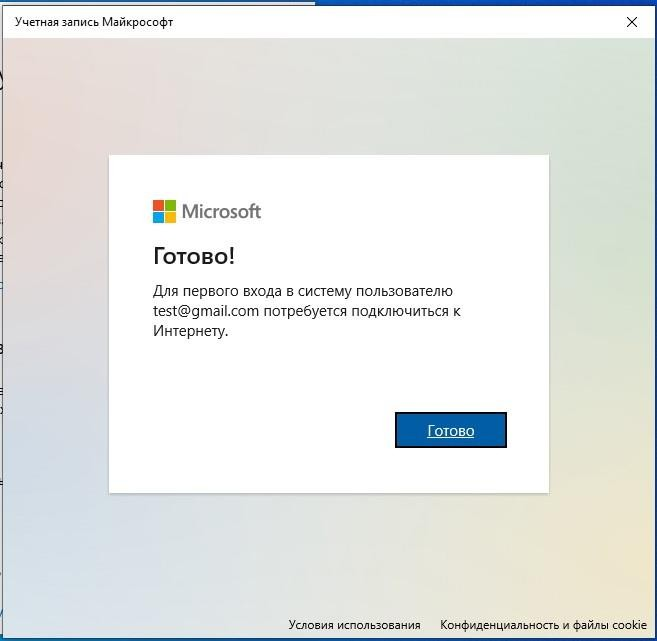 Учетная запись Майкрософт
Microsoft
Готово!
Для первого входа в систему пользователю
test@gmail.com потребуется подключиться к
Интернету.
Готово
Условия использования Конфиденциальность и файлы cookie